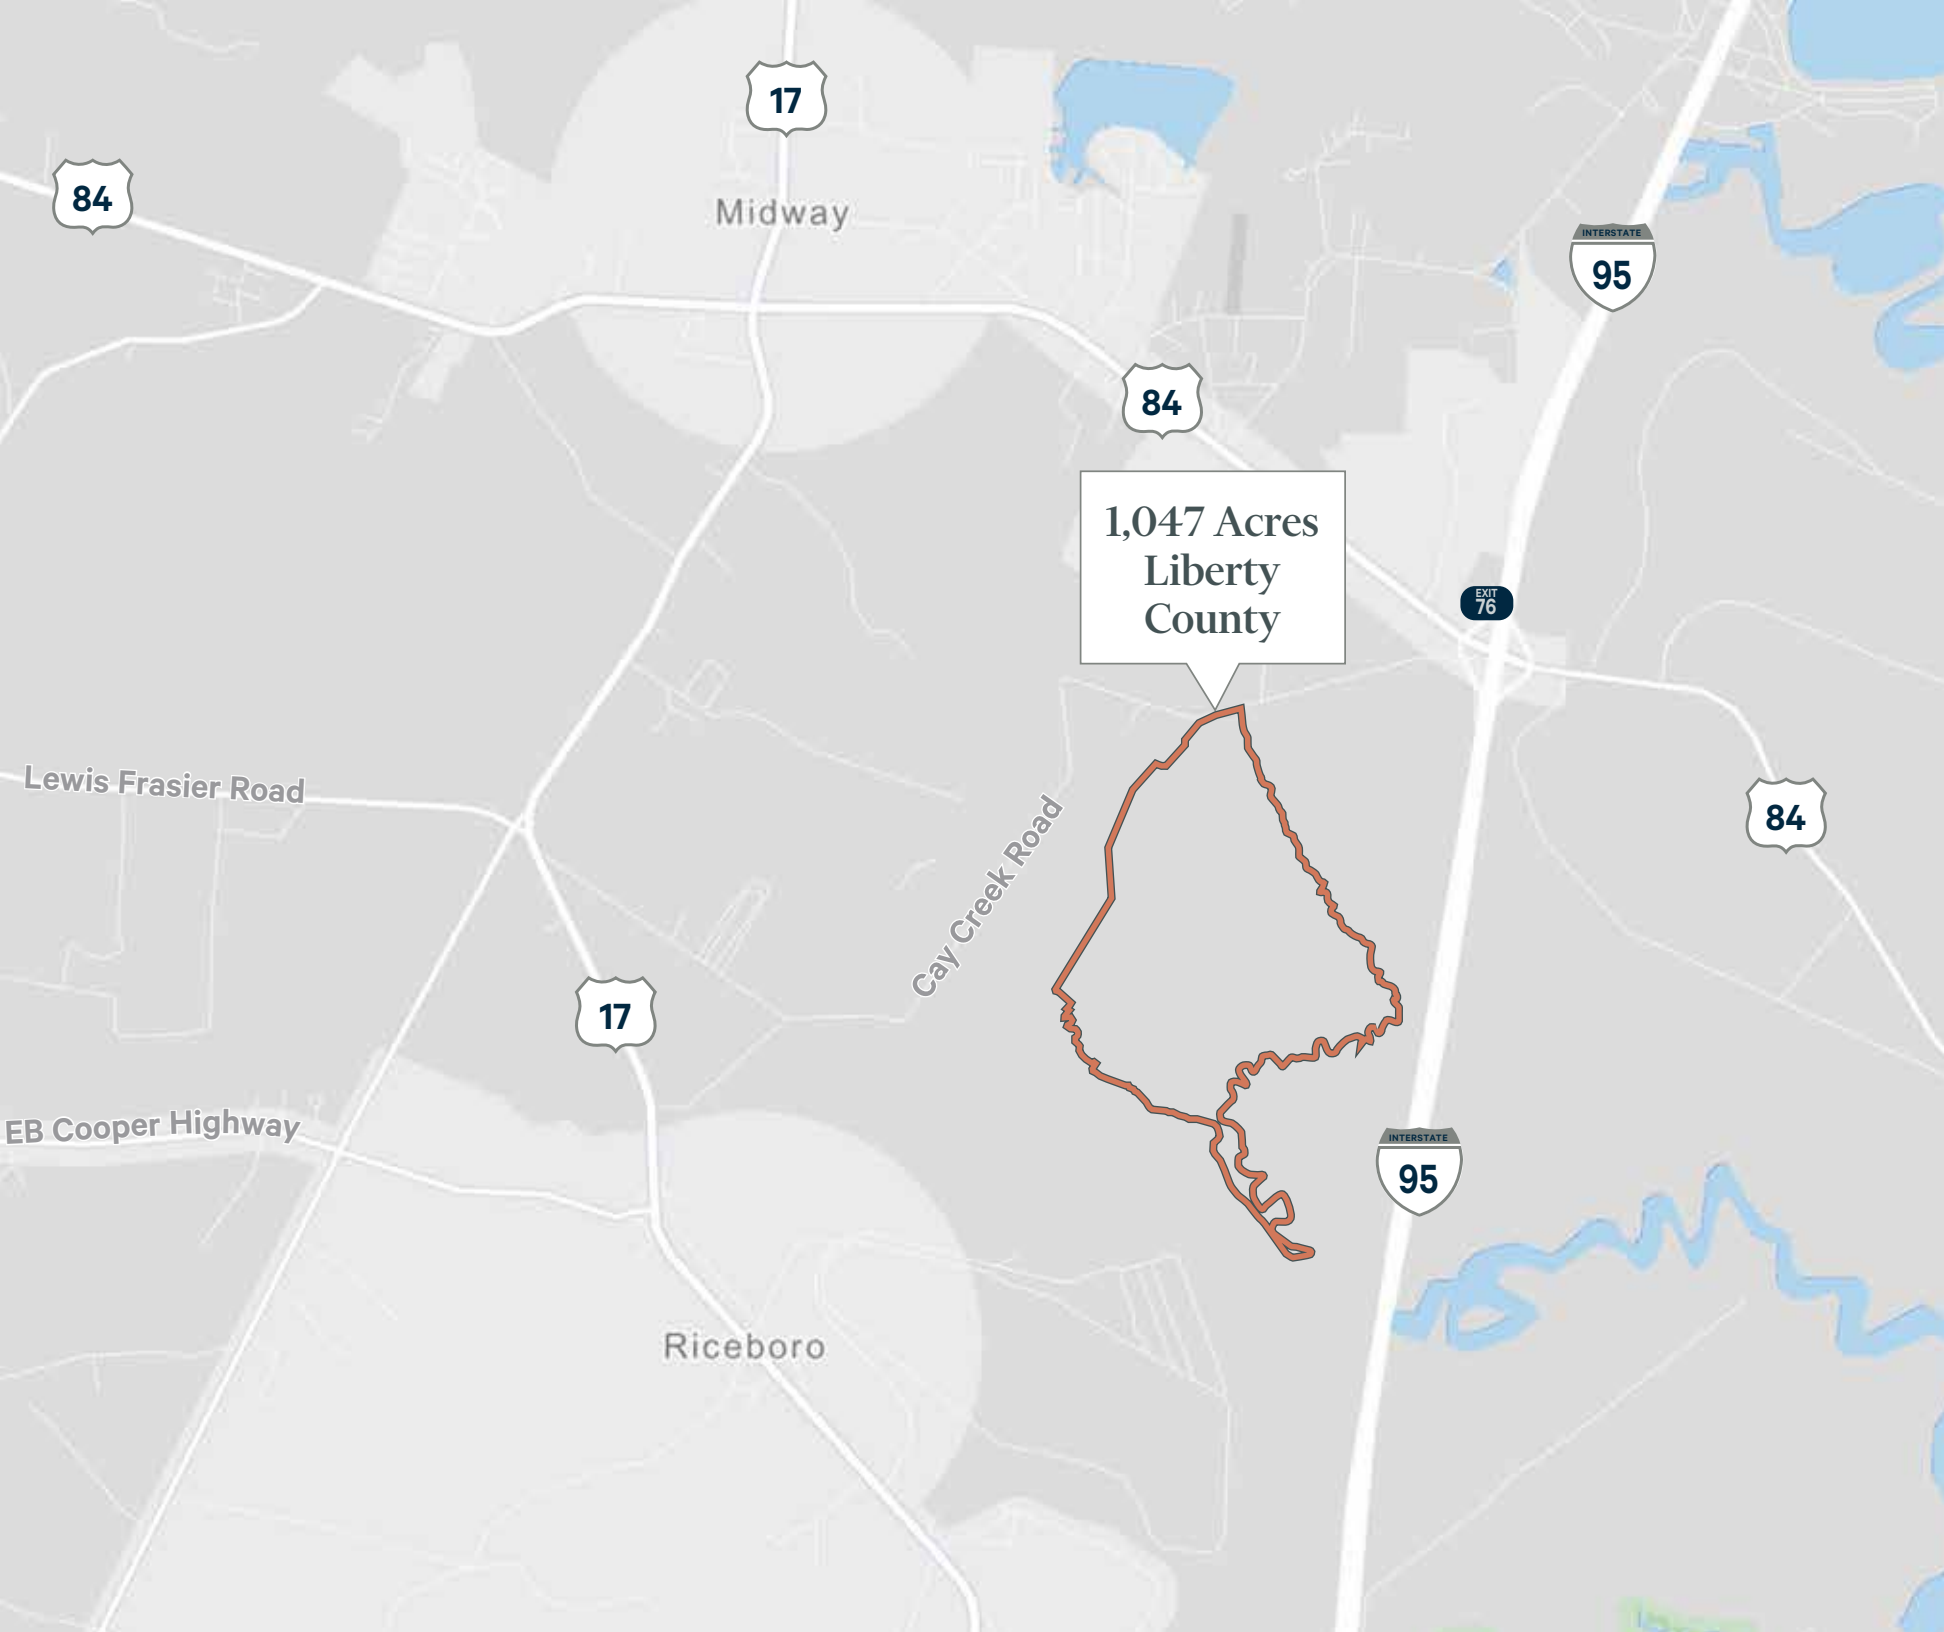 17
84
Midway
INTERSTATE
95
84
1,047 Acres
Liberty
County
EXIT
76
Lewis Frasier Road
84
Cay Creek Road
17
EB Cooper Highway
INTERSTATE
95
Riceboro